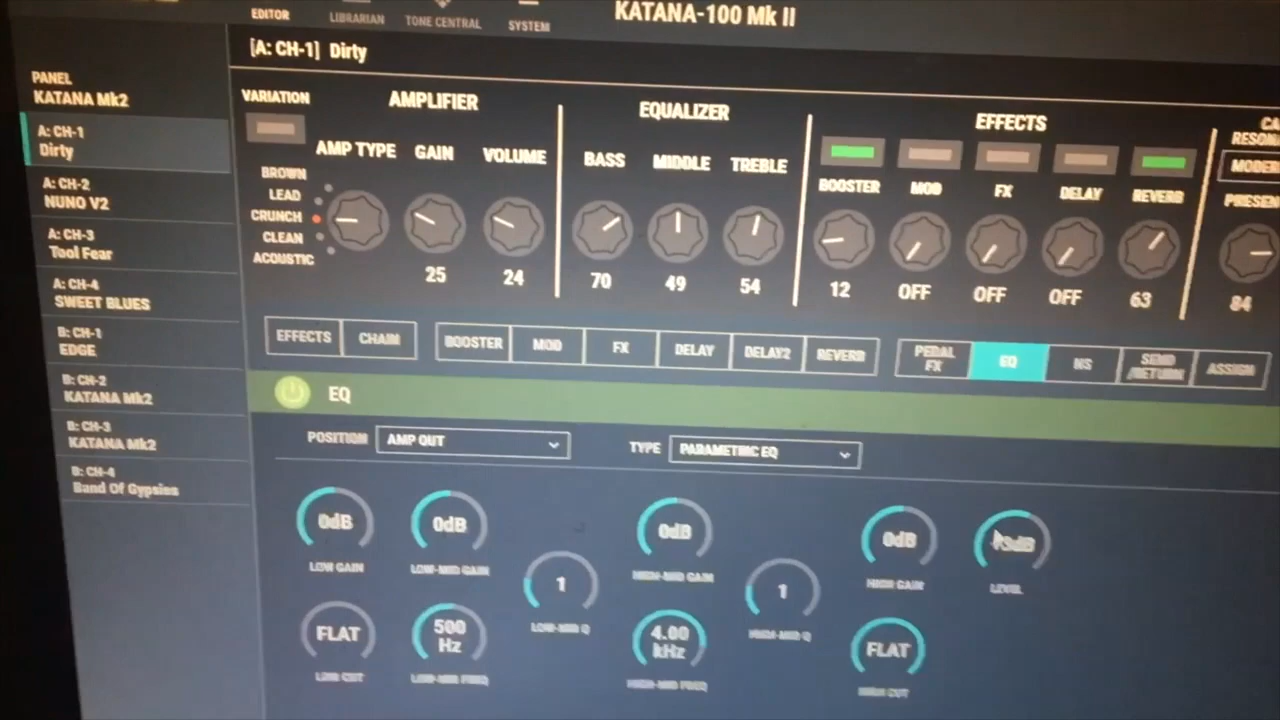 KATANA-100 Mk II
EDITOR
LIBRARIAN
TONE CENTRAL
SYSTEM
[A: CH-1] Dirty
PANEL
KATANA Mk2
A: CH-1
Dirty
A: CH-2
NUNO V2
A: CH-3
Tool Fear
A: CH-4
SWEET BLUES
B: CH-1
EDGE
B: CH-2
KATANA Mk2
B: CH-3
KATANA Mk2
B: CH-4
Band Of Gypsies
VARIATION
AMPLIFIER
AMP TYPE
GAIN
VOLUME
BROWN
LEAD
CRUNCH
CLEAN
ACOUSTIC
25
24
EQUALIZER
BASS
MIDDLE
TREBLE
70
49
54
EFFECTS
BOOSTER
MOD
FX
DELAY
REVERB
12
OFF
OFF
OFF
63
84
EFFECTS
CHAIN
BOOSTER
MOD
FX
DELAY
DELAY2
REVERB
PEDAL
FX
EQ
NS
SEND
/RETURN
ASSIGN
EQ
POSITION
AMP OUT
TYPE
PARAMETRIC EQ
0dB
LOW GAIN
0dB
LOW-MID GAIN
1
LOW-MID Q
0dB
HIGH-MID GAIN
1
HIGH-MID Q
0dB
HIGH GAIN
LEVEL
FLAT
LOW CUT
500
Hz
LOW-MID FREQ
4.00
kHz
HIGH-MID FREQ
FLAT
HIGH CUT